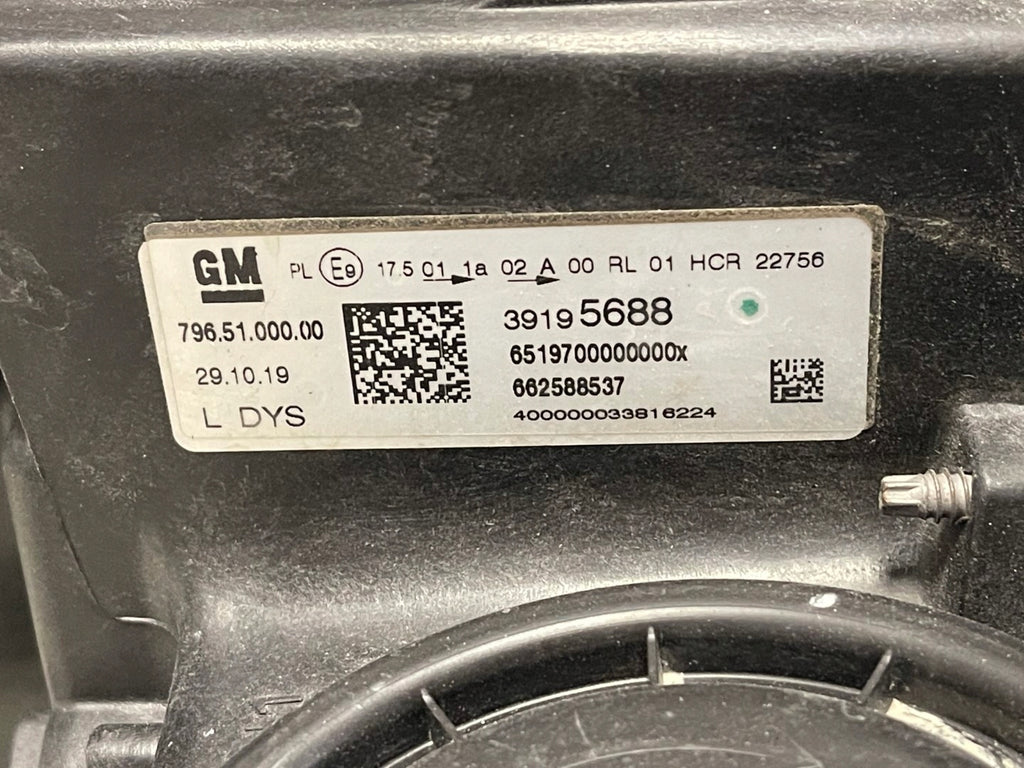 GM PL E9 17.5 01 1a 02 A 00 RL 01 HCR 22756
796.51.000.00
39195688
6519700000000x
29.10.19
662588537
L DYS
400000033816224